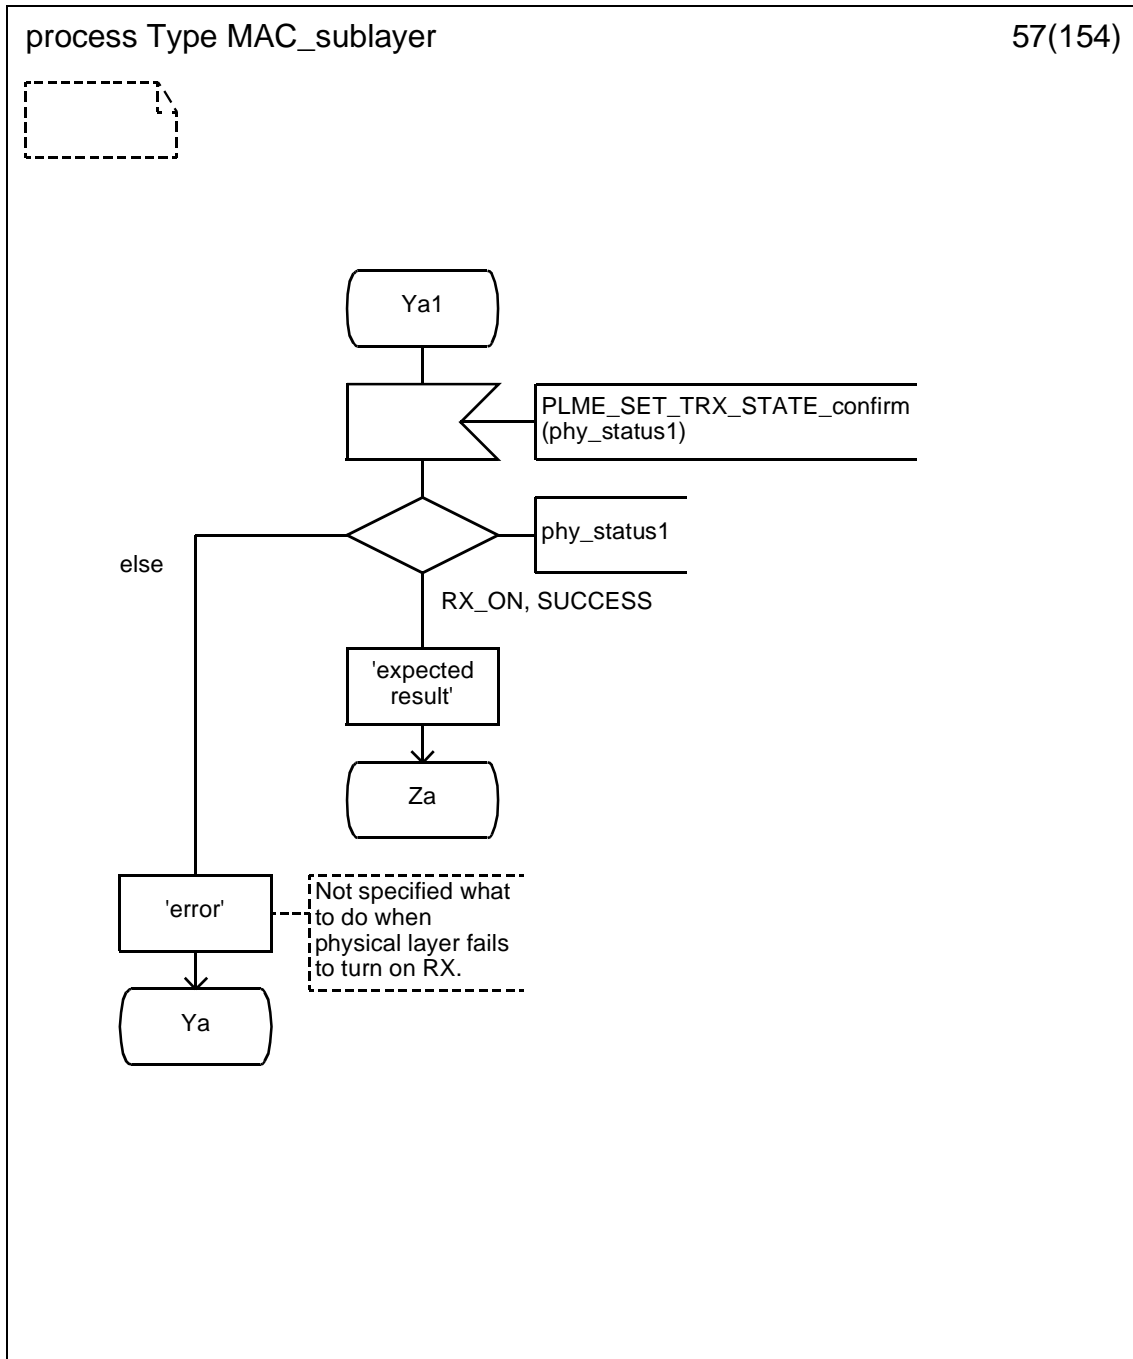 process Type MAC_sublayer
57(154)
Ya1
PLME_SET_TRX_STATE_confirm
(phy_status1)
phy_status1
else
RX_ON, SUCCESS
'expected
result'
Za
'error'
Not specified what
to do when
physical layer fails
to turn on RX.
Ya